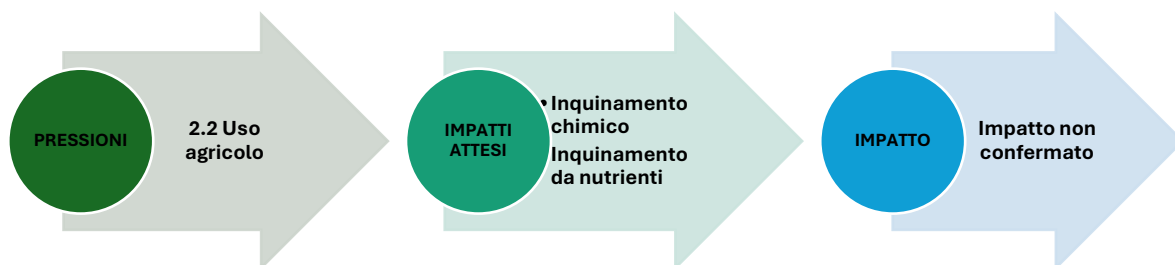 PRESSIONI
2.2 Uso
agricolo
IMPATTI
ATTESI
• Inquinamento
chimico
Inquinamento
da nutrienti
IMPATTO
Impatto non
confermato